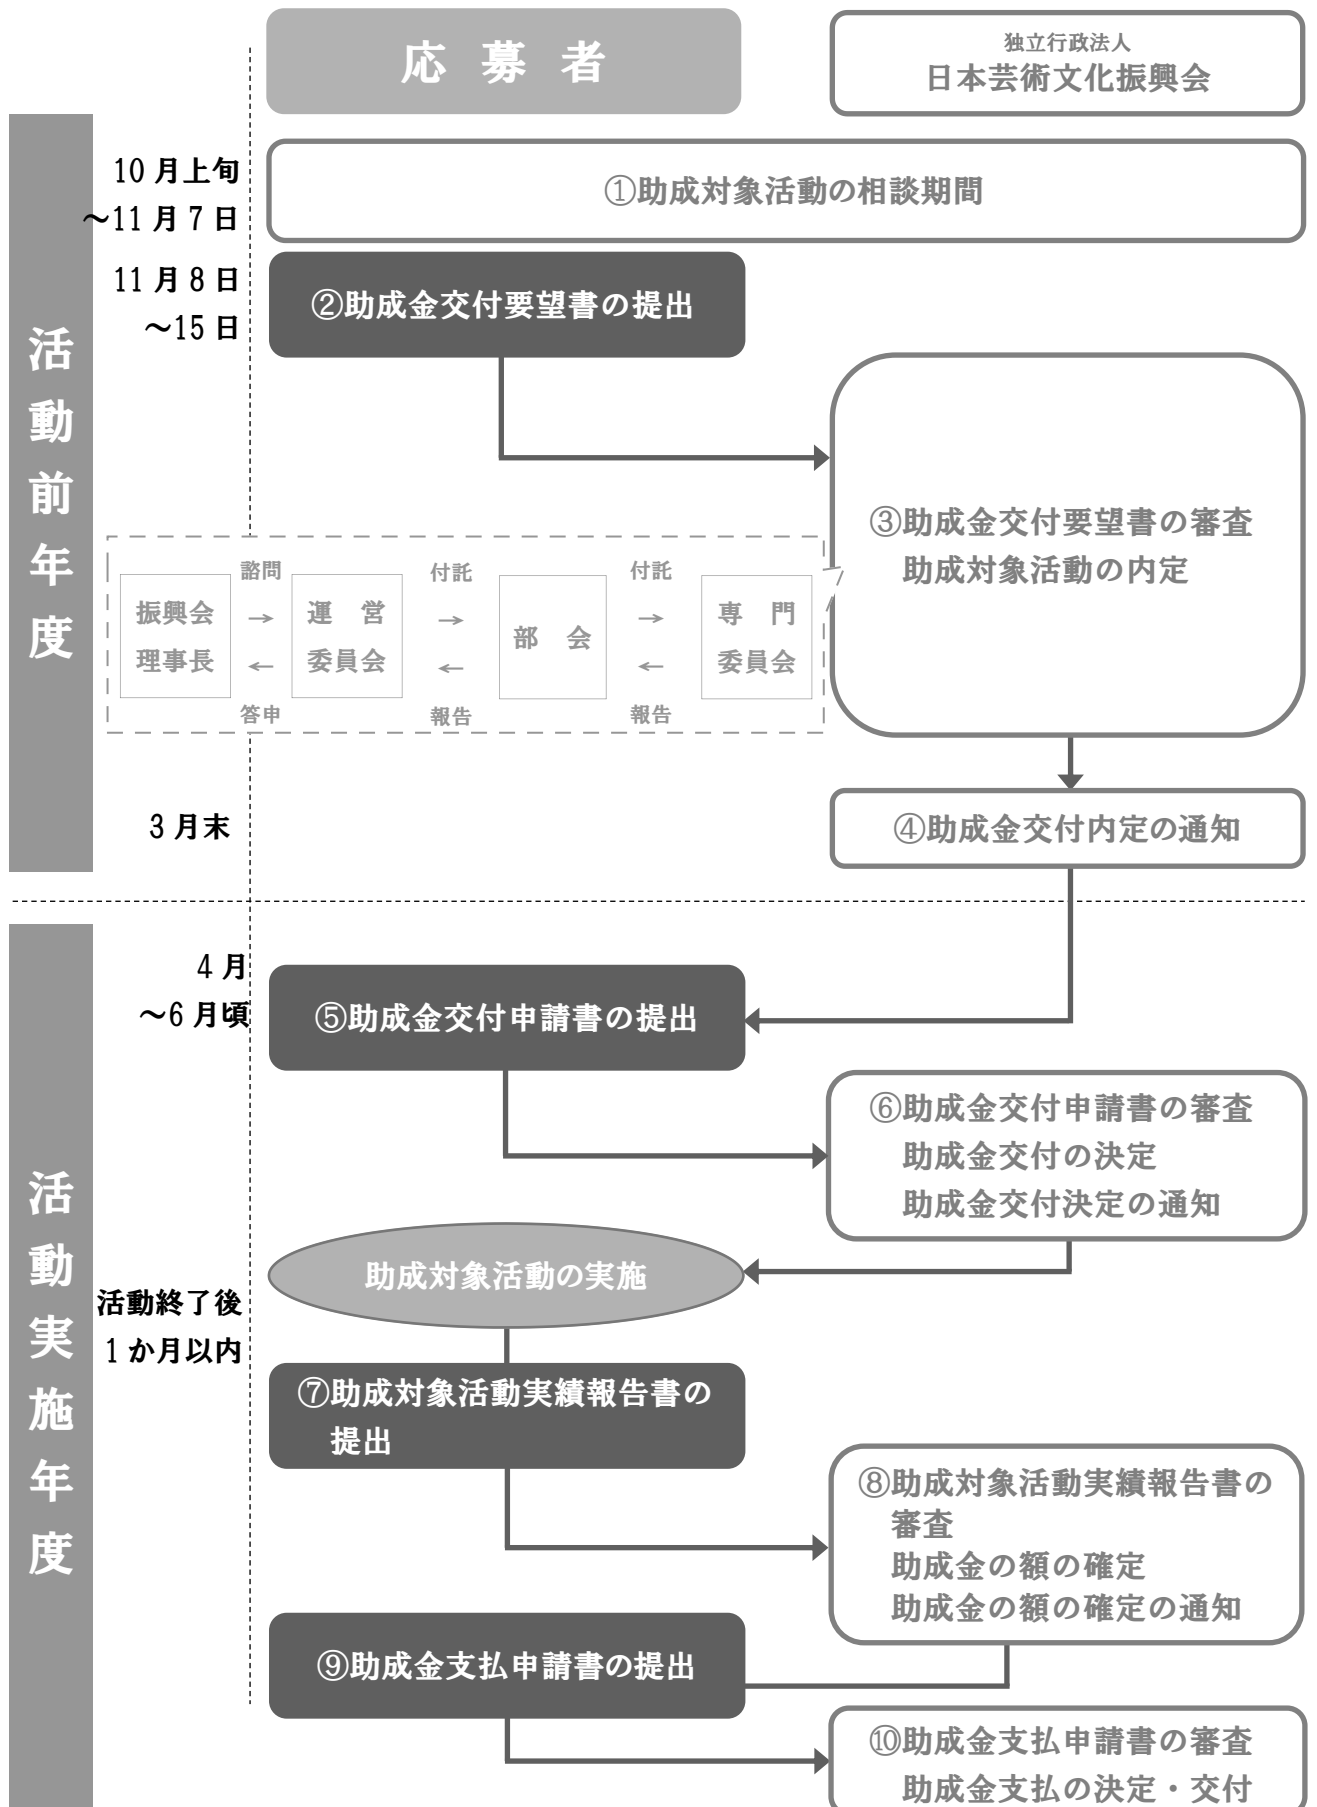 応 募 者
独立行政法人
日本芸術文化振興会
活動前年度
10 月上旬
～11 月 7 日
①助成対象活動の相談期間
11 月 8 日
～15 日
②助成金交付要望書の提出
③助成金交付要望書の審査
助成対象活動の内定
諮問
付託
付託
振興会
理事長
→
←
運 営
委員会
→
←
部 会
→
←
専 門
委員会
答申
報告
報告
3 月末
④助成金交付内定の通知
活動実施年度
4 月
～6 月頃
⑤助成金交付申請書の提出
⑥助成金交付申請書の審査
助成金交付の決定
助成金交付決定の通知
助成対象活動の実施
活動終了後
1 か月以内
⑦助成対象活動実績報告書の
提出
⑧助成対象活動実績報告書の
審査
助成金の額の確定
助成金の額の確定の通知
⑨助成金支払申請書の提出
⑩助成金支払申請書の審査
助成金支払の決定・交付